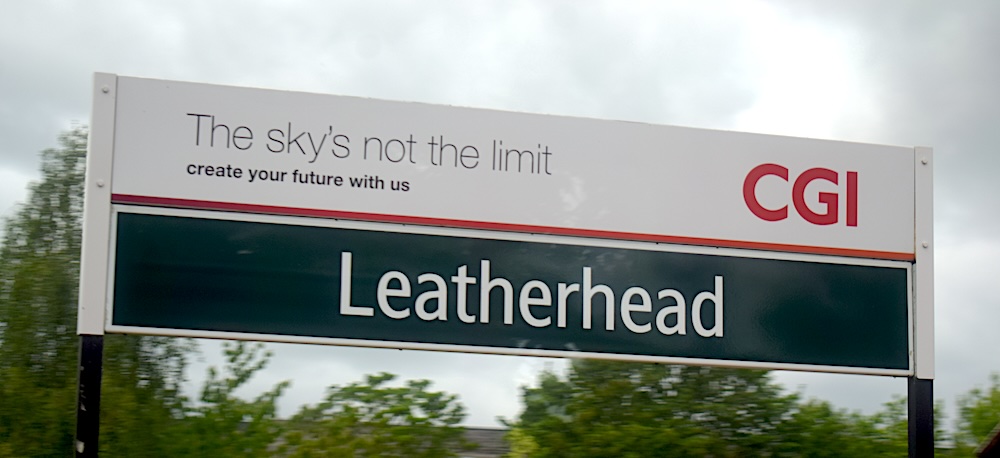 The sky's not the limit
create your future with us
CGI
Leatherhead